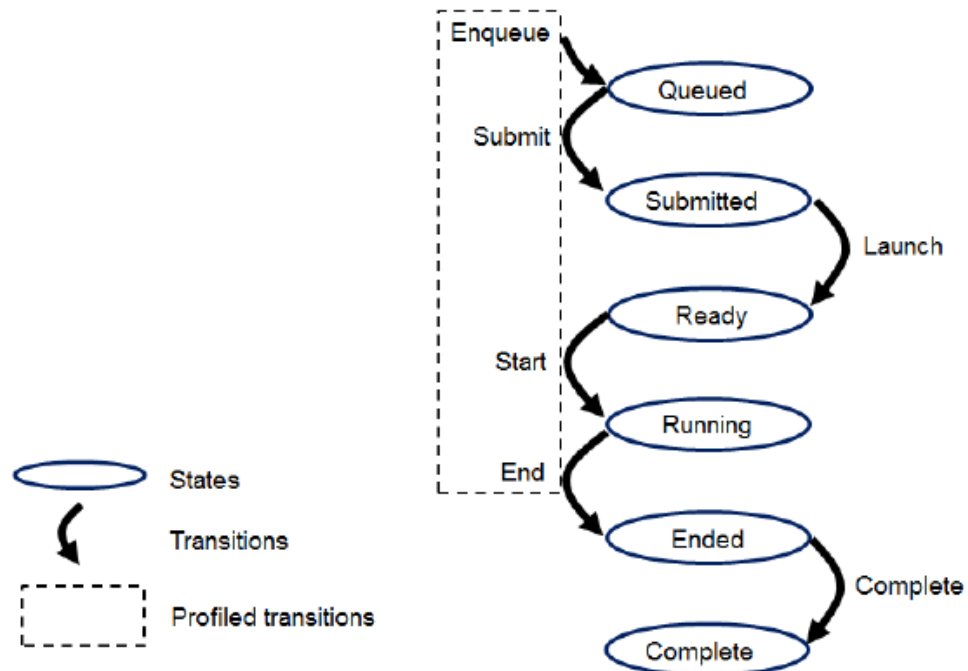 Enqueue
Queued
Submit
Submitted
Launch
Ready
Start
Running
End
States
Ended
Transitions
Complete
Profiled transitions
Complete